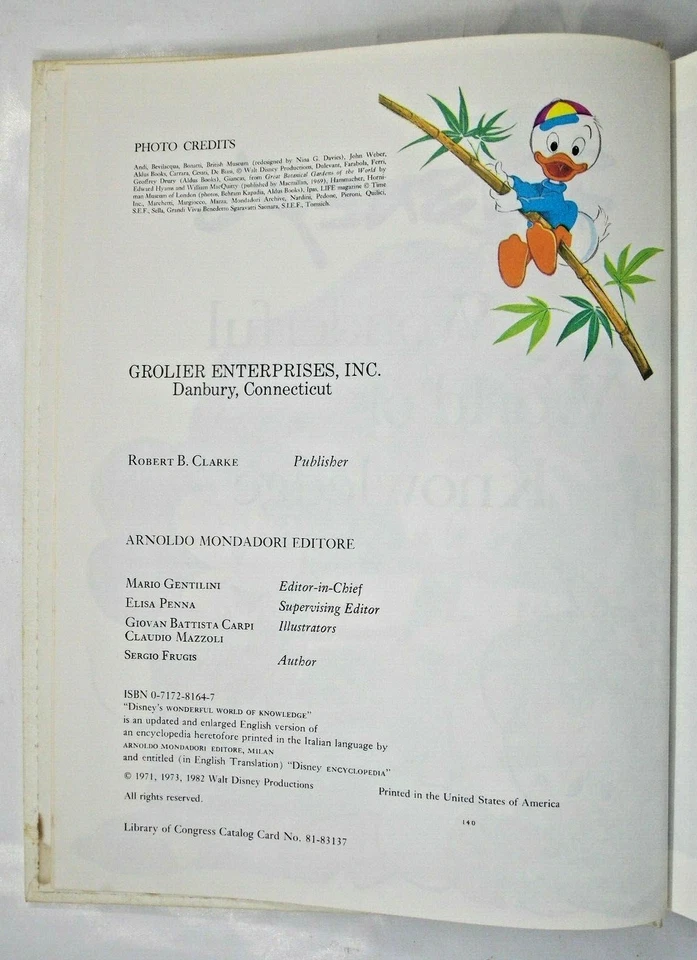 PHOTO CREDITS
Andi, Bevilacqua, Bonatti, British Museum (redesigned by Nina G. Davies), John Weber,
Aldus Books, Carrara, Cesati, De Biasi, © Walt Disney Productions, Dulevant, Farabola, Ferry,
Geoffrey Drury (Aldus Books), Giancas, from Great Botanical Gardens of the World by
Edward Hyams and William MacQuitty (published by Macmillan, 1969), Hammacher, Horni-
man Museum of London (photos, Behram Kapadia, Aldus Books), Ipas, LIFE magazine © Time
Inc., Marchetti, Margiocco, Manta, Mondadori Archive, Nardini, Pedone, Pieroni, Quilici,
S.E.F., Sella, Grandi Vivai Benedetto Sgaravatti Saonara, S.I.E.F., Tomsich.
GROLIER ENTERPRISES, INC.
Danbury, Connecticut
ROBERT B. CLARKE Publisher
ARNOLDO MONDADORI EDITORE
MARIO GENTILINI Editor-in-Chief
ELISA PENNA Supervising Editor
GIOVAN BATTISTA CARPI Illustrators
CLAUDIO MAZZOLI
SERGIO FRUGIS Author
ISBN 0-7172-8164-7
"Disney's WONDERFUL WORLD OF KNOWLEDGE"
is an updated and enlarged English version of
an encyclopedia heretofore printed in the Italian language by
ARNOLDO MONDADORI EDITORE, MILAN
and entitled (in English Translation) "Disney ENCYCLOPEDIA"
© 1971, 1973, 1982 Walt Disney Productions
All rights reserved.
Printed in the United States of America
140
Library of Congress Catalog Card No. 81-83137